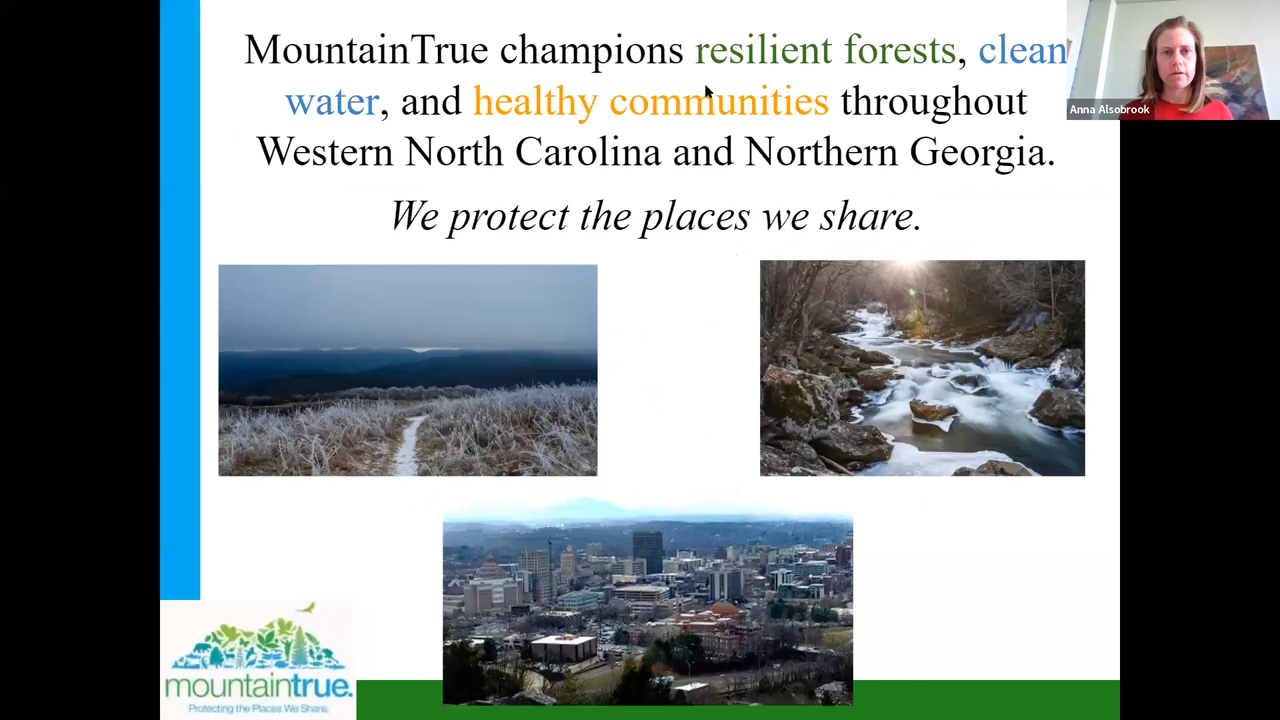 MountainTrue champions resilient forests, clean
water, and healthy communities throughout
Western North Carolina and Northern Georgia.
We protect the places we share.
Anna Alsobrook
mountaintrue.
Protecting the Places We Share.